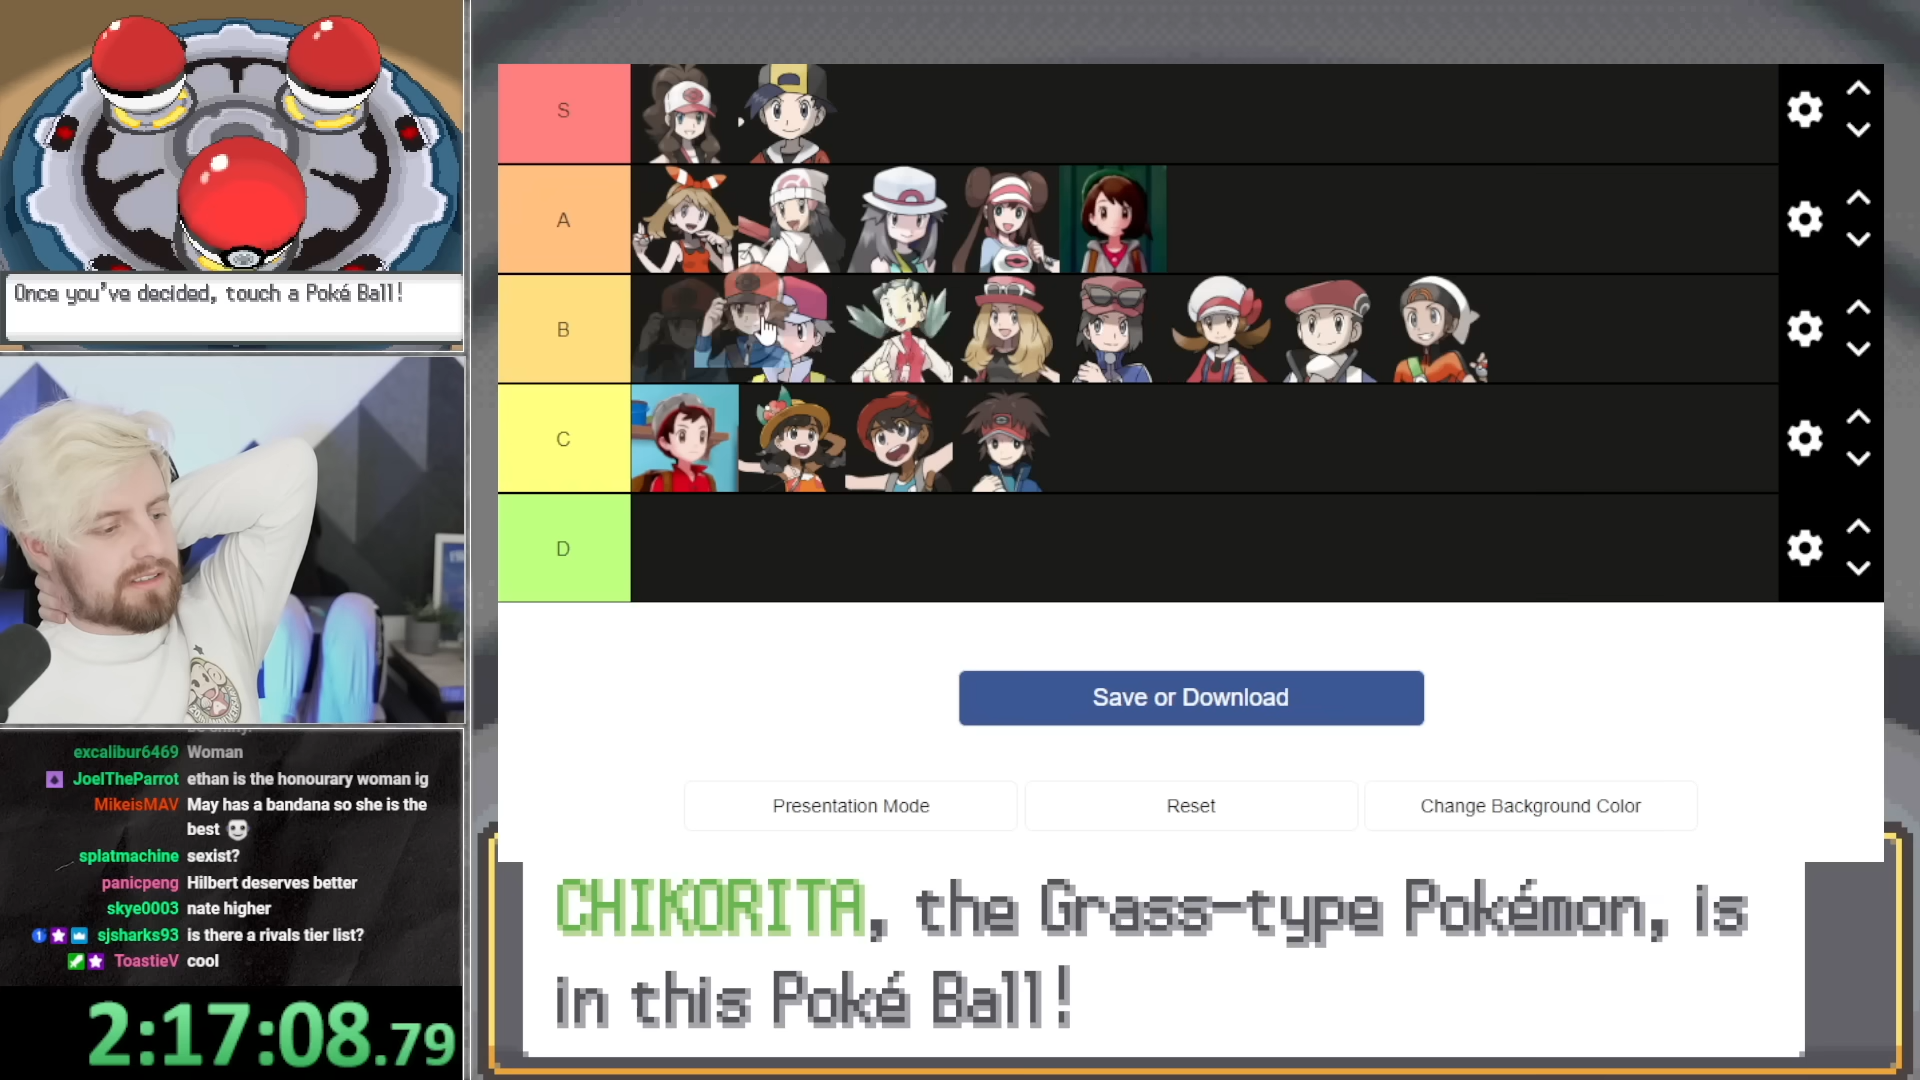 Once you've decided, touch a Poké Ball!
S
A
B
C
D
Save or Download
Presentation Mode
Reset
Change Background Color
excalibur6469 Woman
JoelTheParrot ethan is the honourary woman ig
MikeisMAV May has a bandana so she is the
best
splatmachine sexist?
panicpeng Hilbert deserves better
skye0003 nate higher
sjsharks93 is there a rivals tier list?
ToastieV cool
2:17:08.79
CHIKORITA, the Grass-type Pokémon, is
in this Poké Ball!